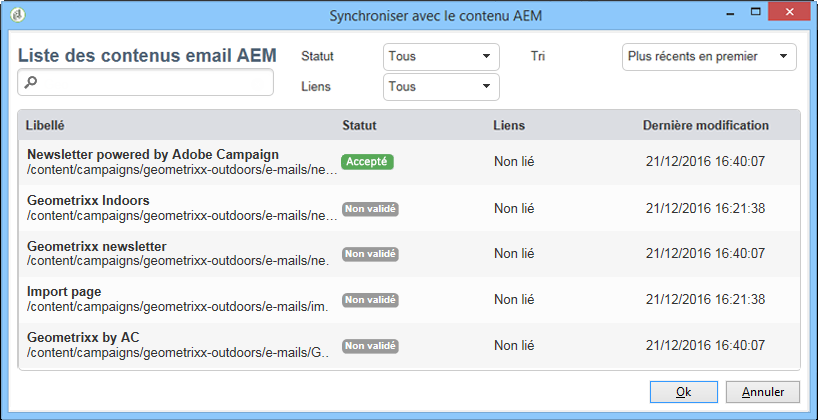 Synchroniser avec le contenu AEM
Liste des contenus email AEM
Statut Tous Tri Plus récents en premier
Liens Tous
Libellé Statut Liens Dernière modification
Newsletter powered by Adobe Campaign
/content/campaigns/geometrixx-outdoors/e-mails/ne... Accepté Non lié 21/12/2016 16:40:07
Geometrixx Indoors
/content/campaigns/geometrixx-outdoors/e-mails/ne... Non validé Non lié 21/12/2016 16:21:38
Geometrixx newsletter
/content/campaigns/geometrixx-outdoors/e-mails/ne. Non validé Non lié 21/12/2016 16:40:07
Import page
/content/campaigns/geometrixx-outdoors/e-mails/im. Non validé Non lié 21/12/2016 16:21:38
Geometrixx by AC
/content/campaigns/geometrixx-outdoors/e-mails/G.. Non validé Non lié 21/12/2016 16:40:07
Ok Annuler